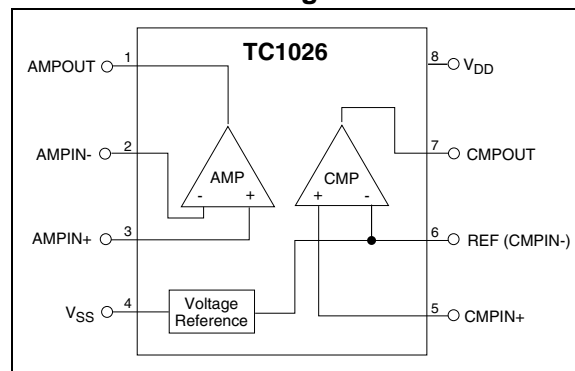 TC1026
1
AMPOUT
8
VDD
2
AMPIN-
7
CMPOUT
AMP
- +
CMP
+ -
3
AMPIN+
6
REF (CMPIN-)
4
VSS
Voltage
Reference
5
CMPIN+